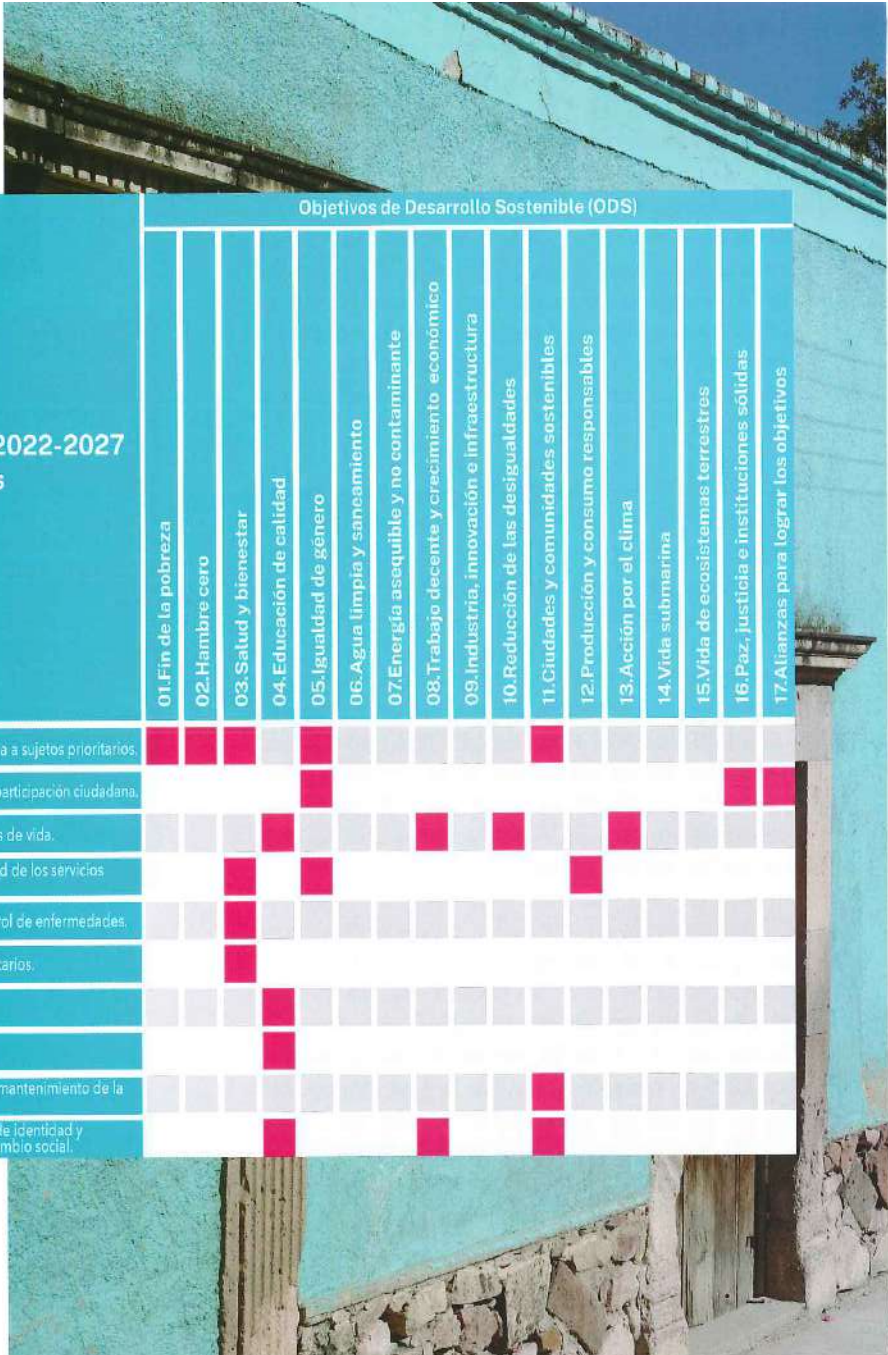 Objetivos de Desarrollo Sostenible (ODS)
2022-2027
s
01.Fin de la pobreza
02.Hambre cero
03.Salud y bienestar
04.Educación de calidad
05.Igualdad de género
06.Agua limpia y saneamiento
07.Energía asequible y no contaminante
08.Trabajo decente y crecimiento económico
09.Industria, innovación e infraestructura
10.Reducción de las desigualdades
11.Ciudades y comunidades sostenibles
12.Producción y consumo responsables
13.Acción por el clima
14.Vida submarina
15.Vida de ecosistemas terrestres
16.Paz, justicia e instituciones sólidas
17.Alianzas para lograr los objetivos
a a sujetos prioritarios.
participación ciudadana.
s de vida.
d de los servicios
rol de enfermedades.
tarios.
mantenimiento de la
de identidad y
mbio social.